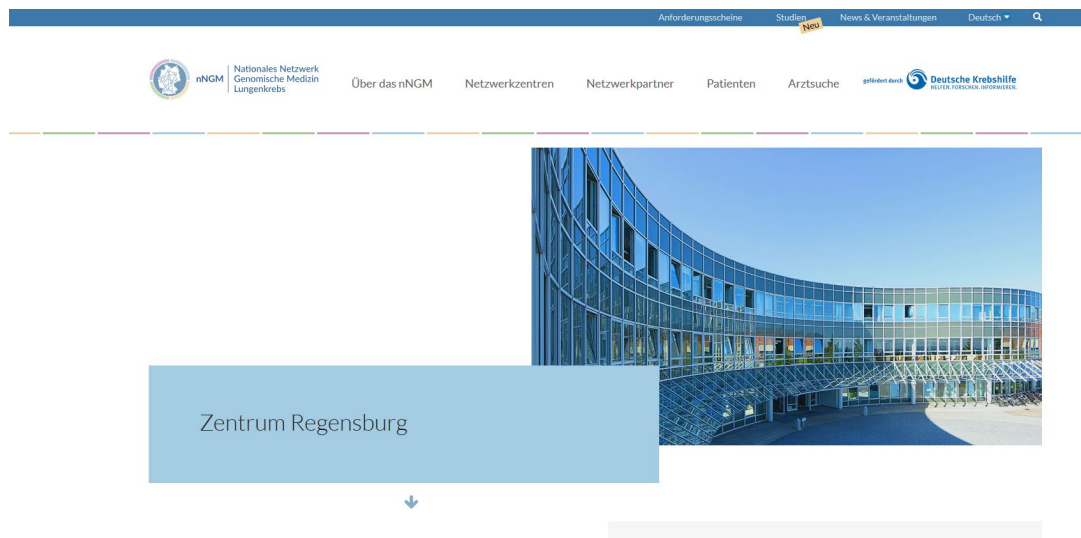 Anforderungsscheine Studien Neu News & Veranstaltungen Deutsch
nNGM
Nationales Netzwerk
Genomische Medizin
Lungenkrebs
Über das nNGM Netzwerkzentren Netzwerkpartner Patienten Arztsuche
gefördert durch
Deutsche Krebshilfe
HELFEN. FORSCHEN. INFORMIEREN.
Zentrum Regensburg